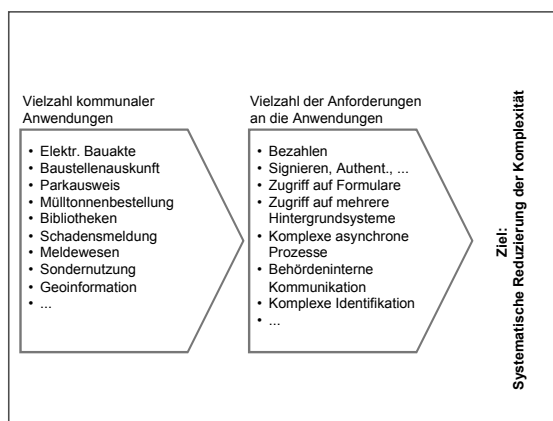 Vielzahl kommunaler
Anwendungen
• Elektr. Bauakte
• Baustellenauskunft
• Parkausweis
• Mülltonnenbestellung
• Bibliotheken
• Schadensmeldung
• Meldewesen
• Sondernutzung
• Geoinformation
• ...
Vielzahl der Anforderungen
an die Anwendungen
• Bezahlen
• Signieren, Authent., ...
• Zugriff auf Formulare
• Zugriff auf mehrere
Hintergrundsysteme
• Komplexe asynchrone
Prozesse
• Behördeninterne
Kommunikation
• Komplexe Identifikation
• ...
Ziel:
Systematische Reduzierung der Komplexität